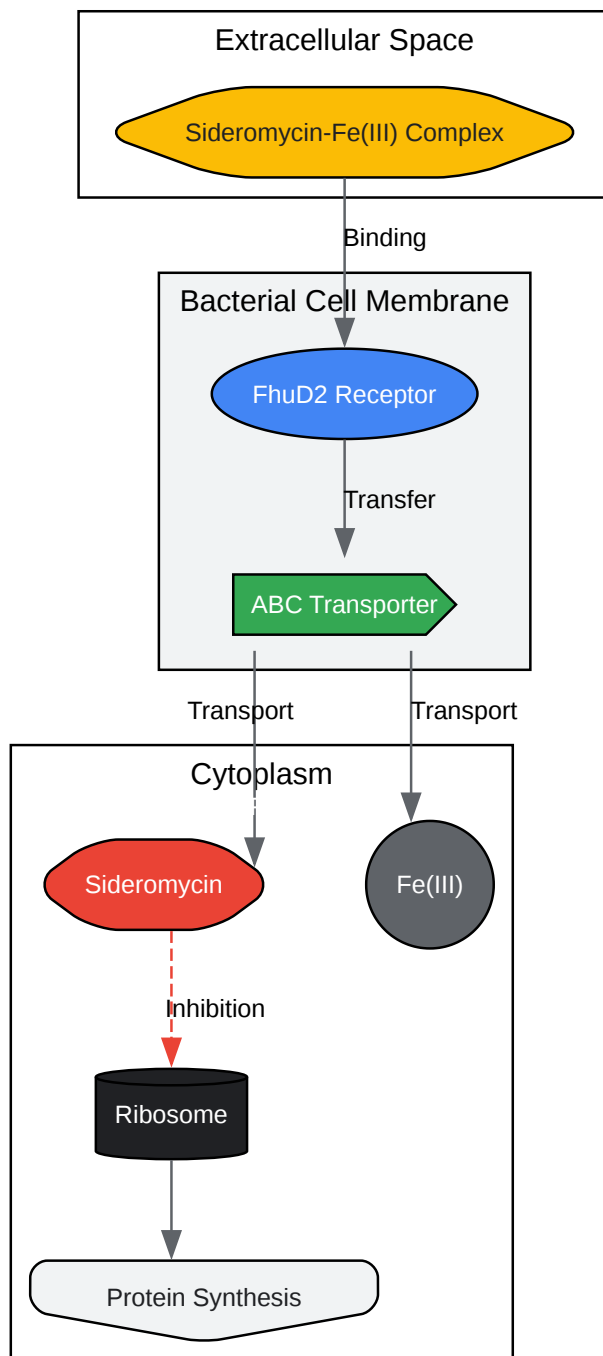 Extracellular Space
Sideromycin-Fe(III) Complex
Binding
Bacterial Cell Membrane
FhuD2 Receptor
Transfer
ABC Transporter
Transport
Transport
Cytoplasm
Sideromycin
Fe(III)
Inhibition
Ribosome
Protein Synthesis